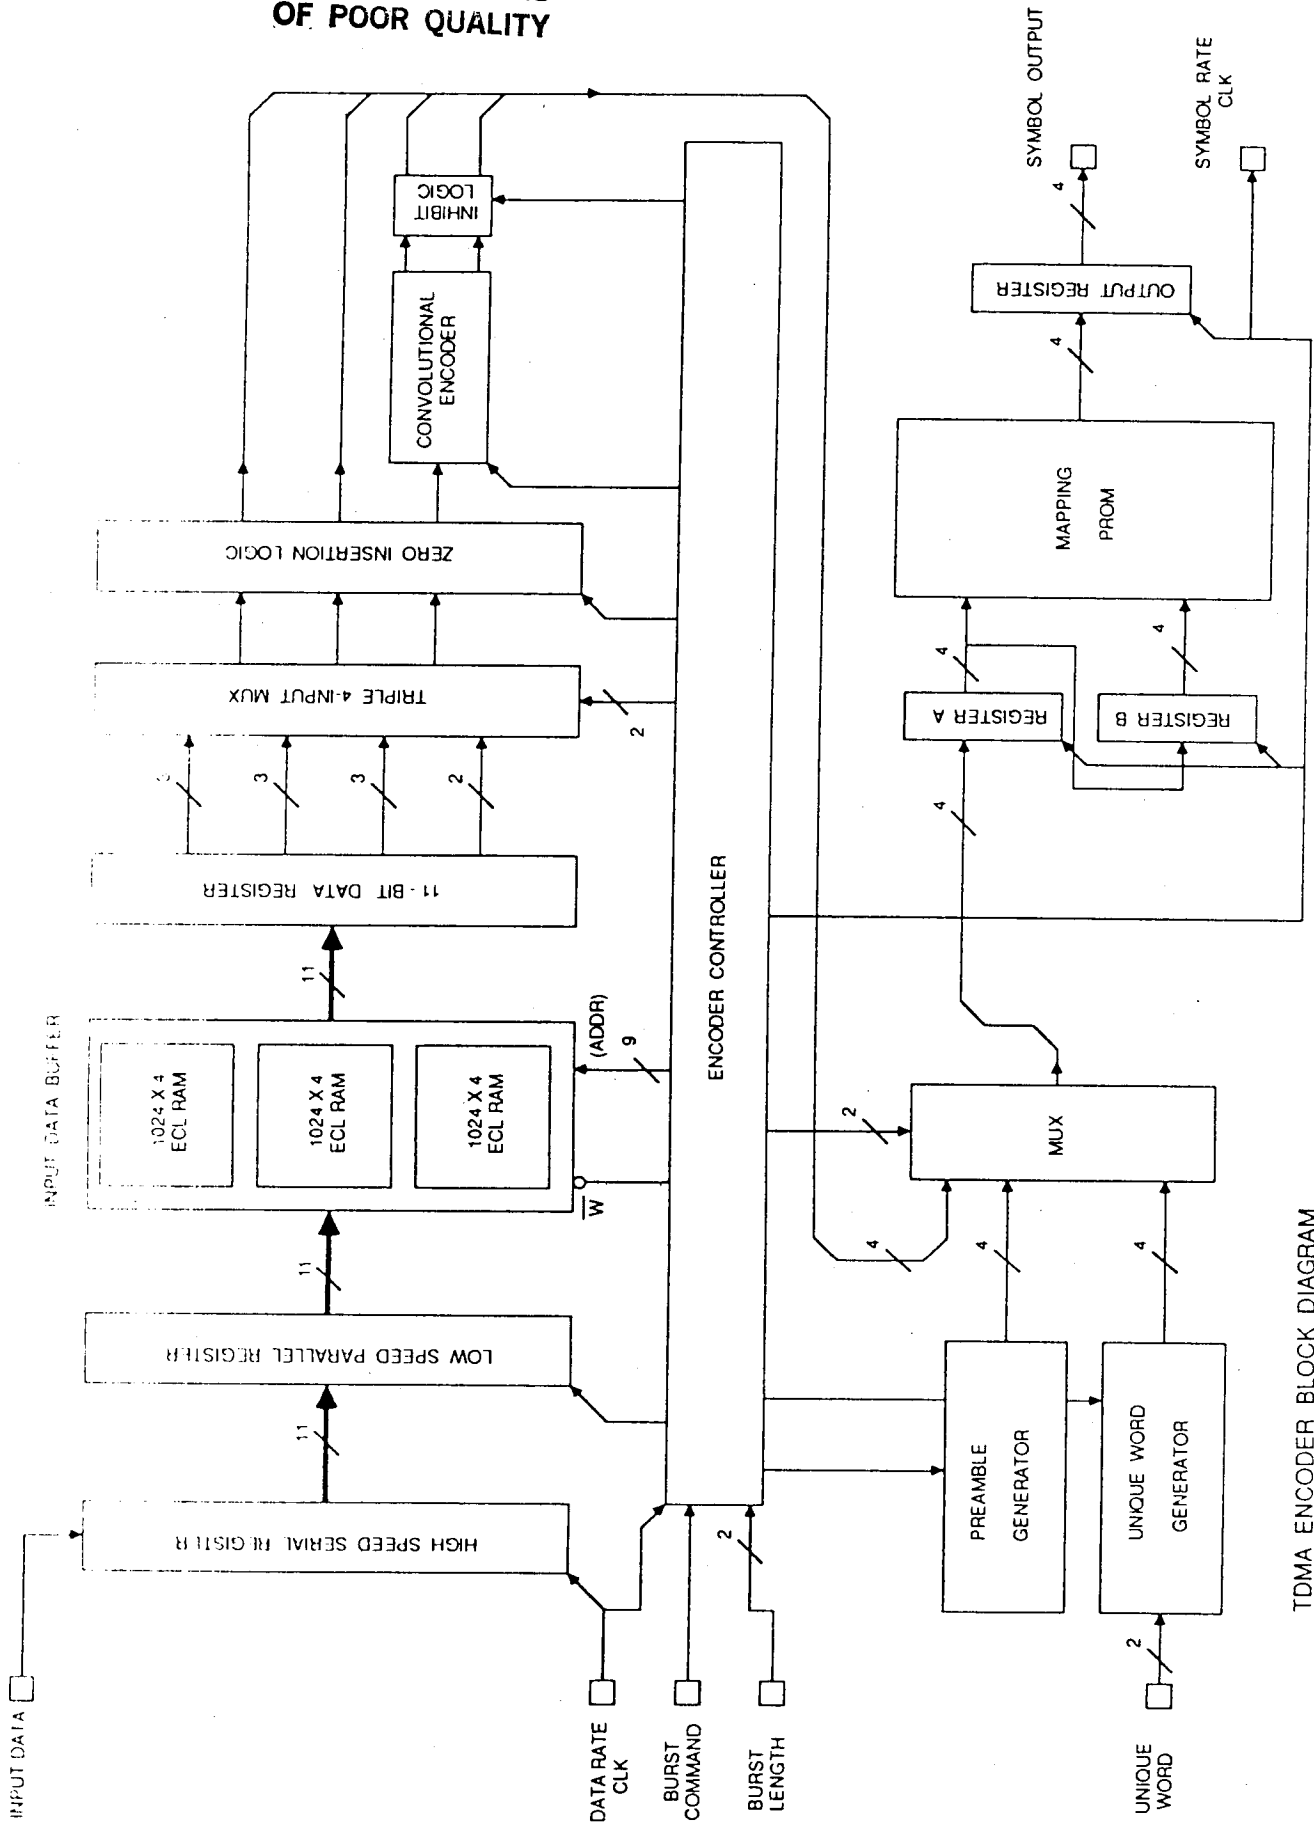 OF POOR QUALITY
INPUT DATA
HIGH SPEED SERIAL REGISTER
11
LOW SPEED PARALLEL REGISTER
11
INPUT DATA BUFFER
1024 X 4
ECL RAM
1024 X 4
ECL RAM
1024 X 4
ECL RAM
W
(ADDR)
9
11
11-BIT DATA REGISTER
3
3
3
2
TRIPLE 4-INPUT MUX
2
ZERO INSERTION LOGIC
CONVOLUTIONAL
ENCODER
INHIBIT
LOGIC
DATA RATE
CLK
BURST
COMMAND
BURST
LENGTH
2
ENCODER CONTROLLER
UNIQUE
WORD
2
PREAMBLE
GENERATOR
UNIQUE WORD
GENERATOR
4
4
4
2
MUX
4
REGISTER A
REGISTER B
4
4
MAPPING
PROM
4
OUTPUT REGISTER
4
SYMBOL OUTPUT
SYMBOL RATE
CLK
TDMA ENCODER BLOCK DIAGRAM